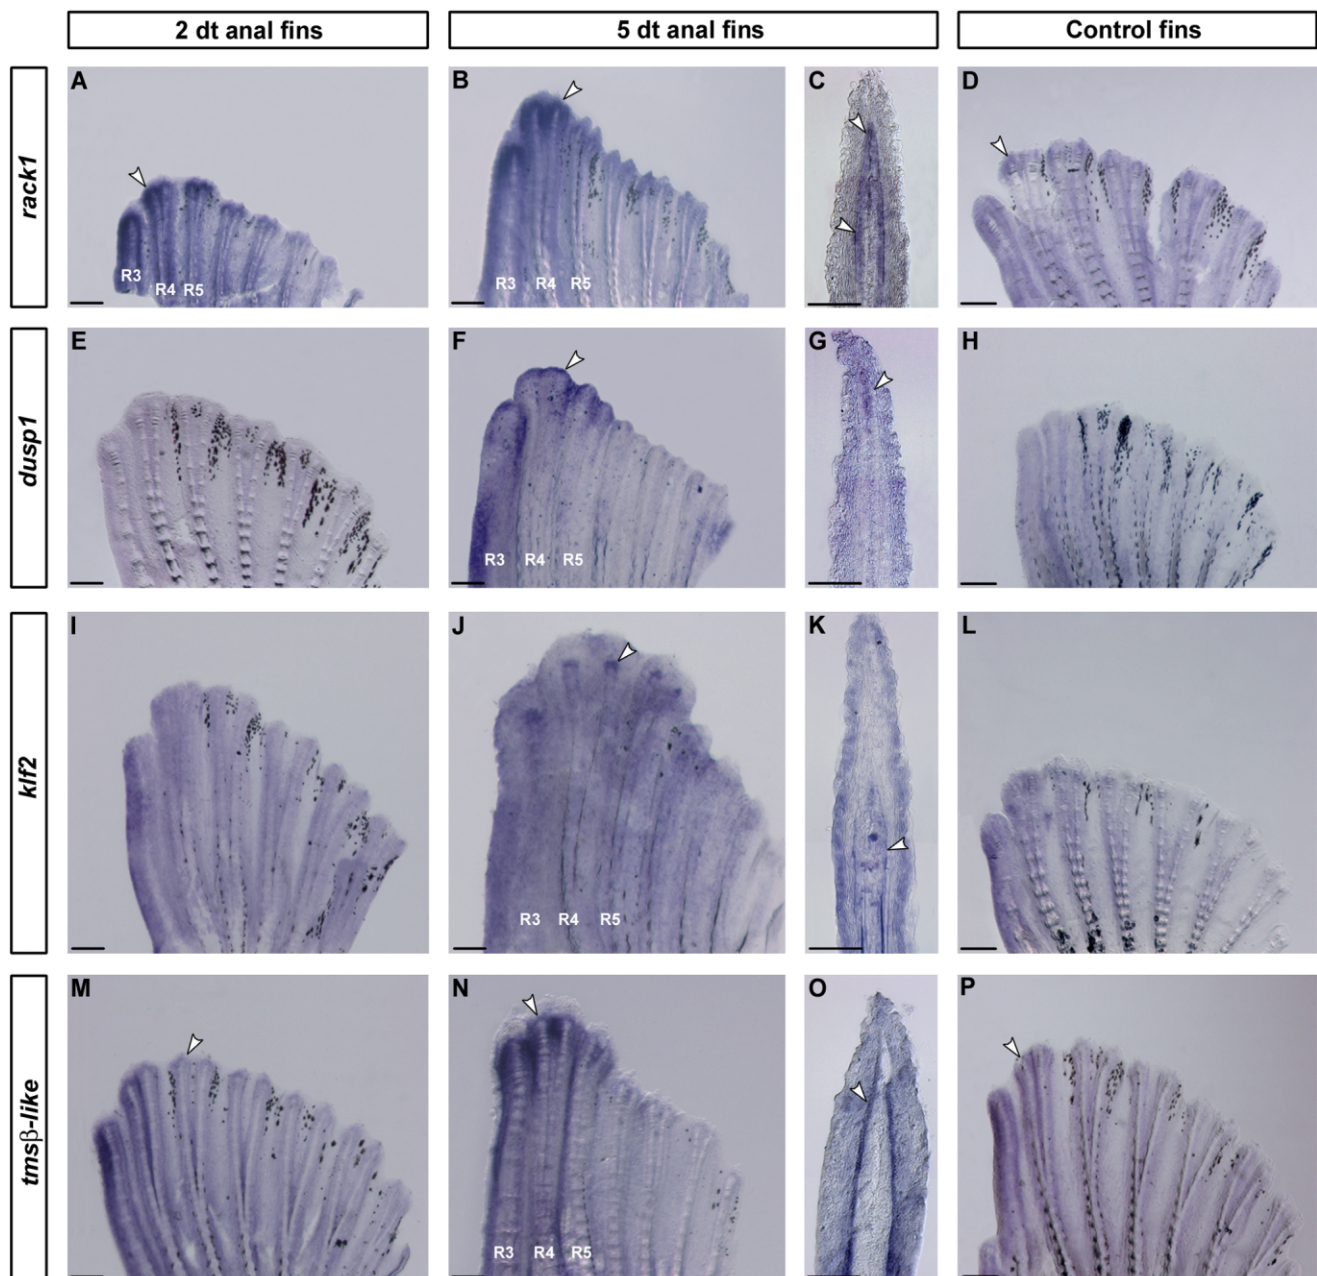 2 dt anal fins
5 dt anal fins
Control fins
rack1
A
R3
R4
R5
B
R3
R4
R5
C
D
dusp1
E
F
R3
R4
R5
G
H
klf2
I
J
R3
R4
R5
K
L
tmsβ-like
M
N
R3
R4
R5
O
P